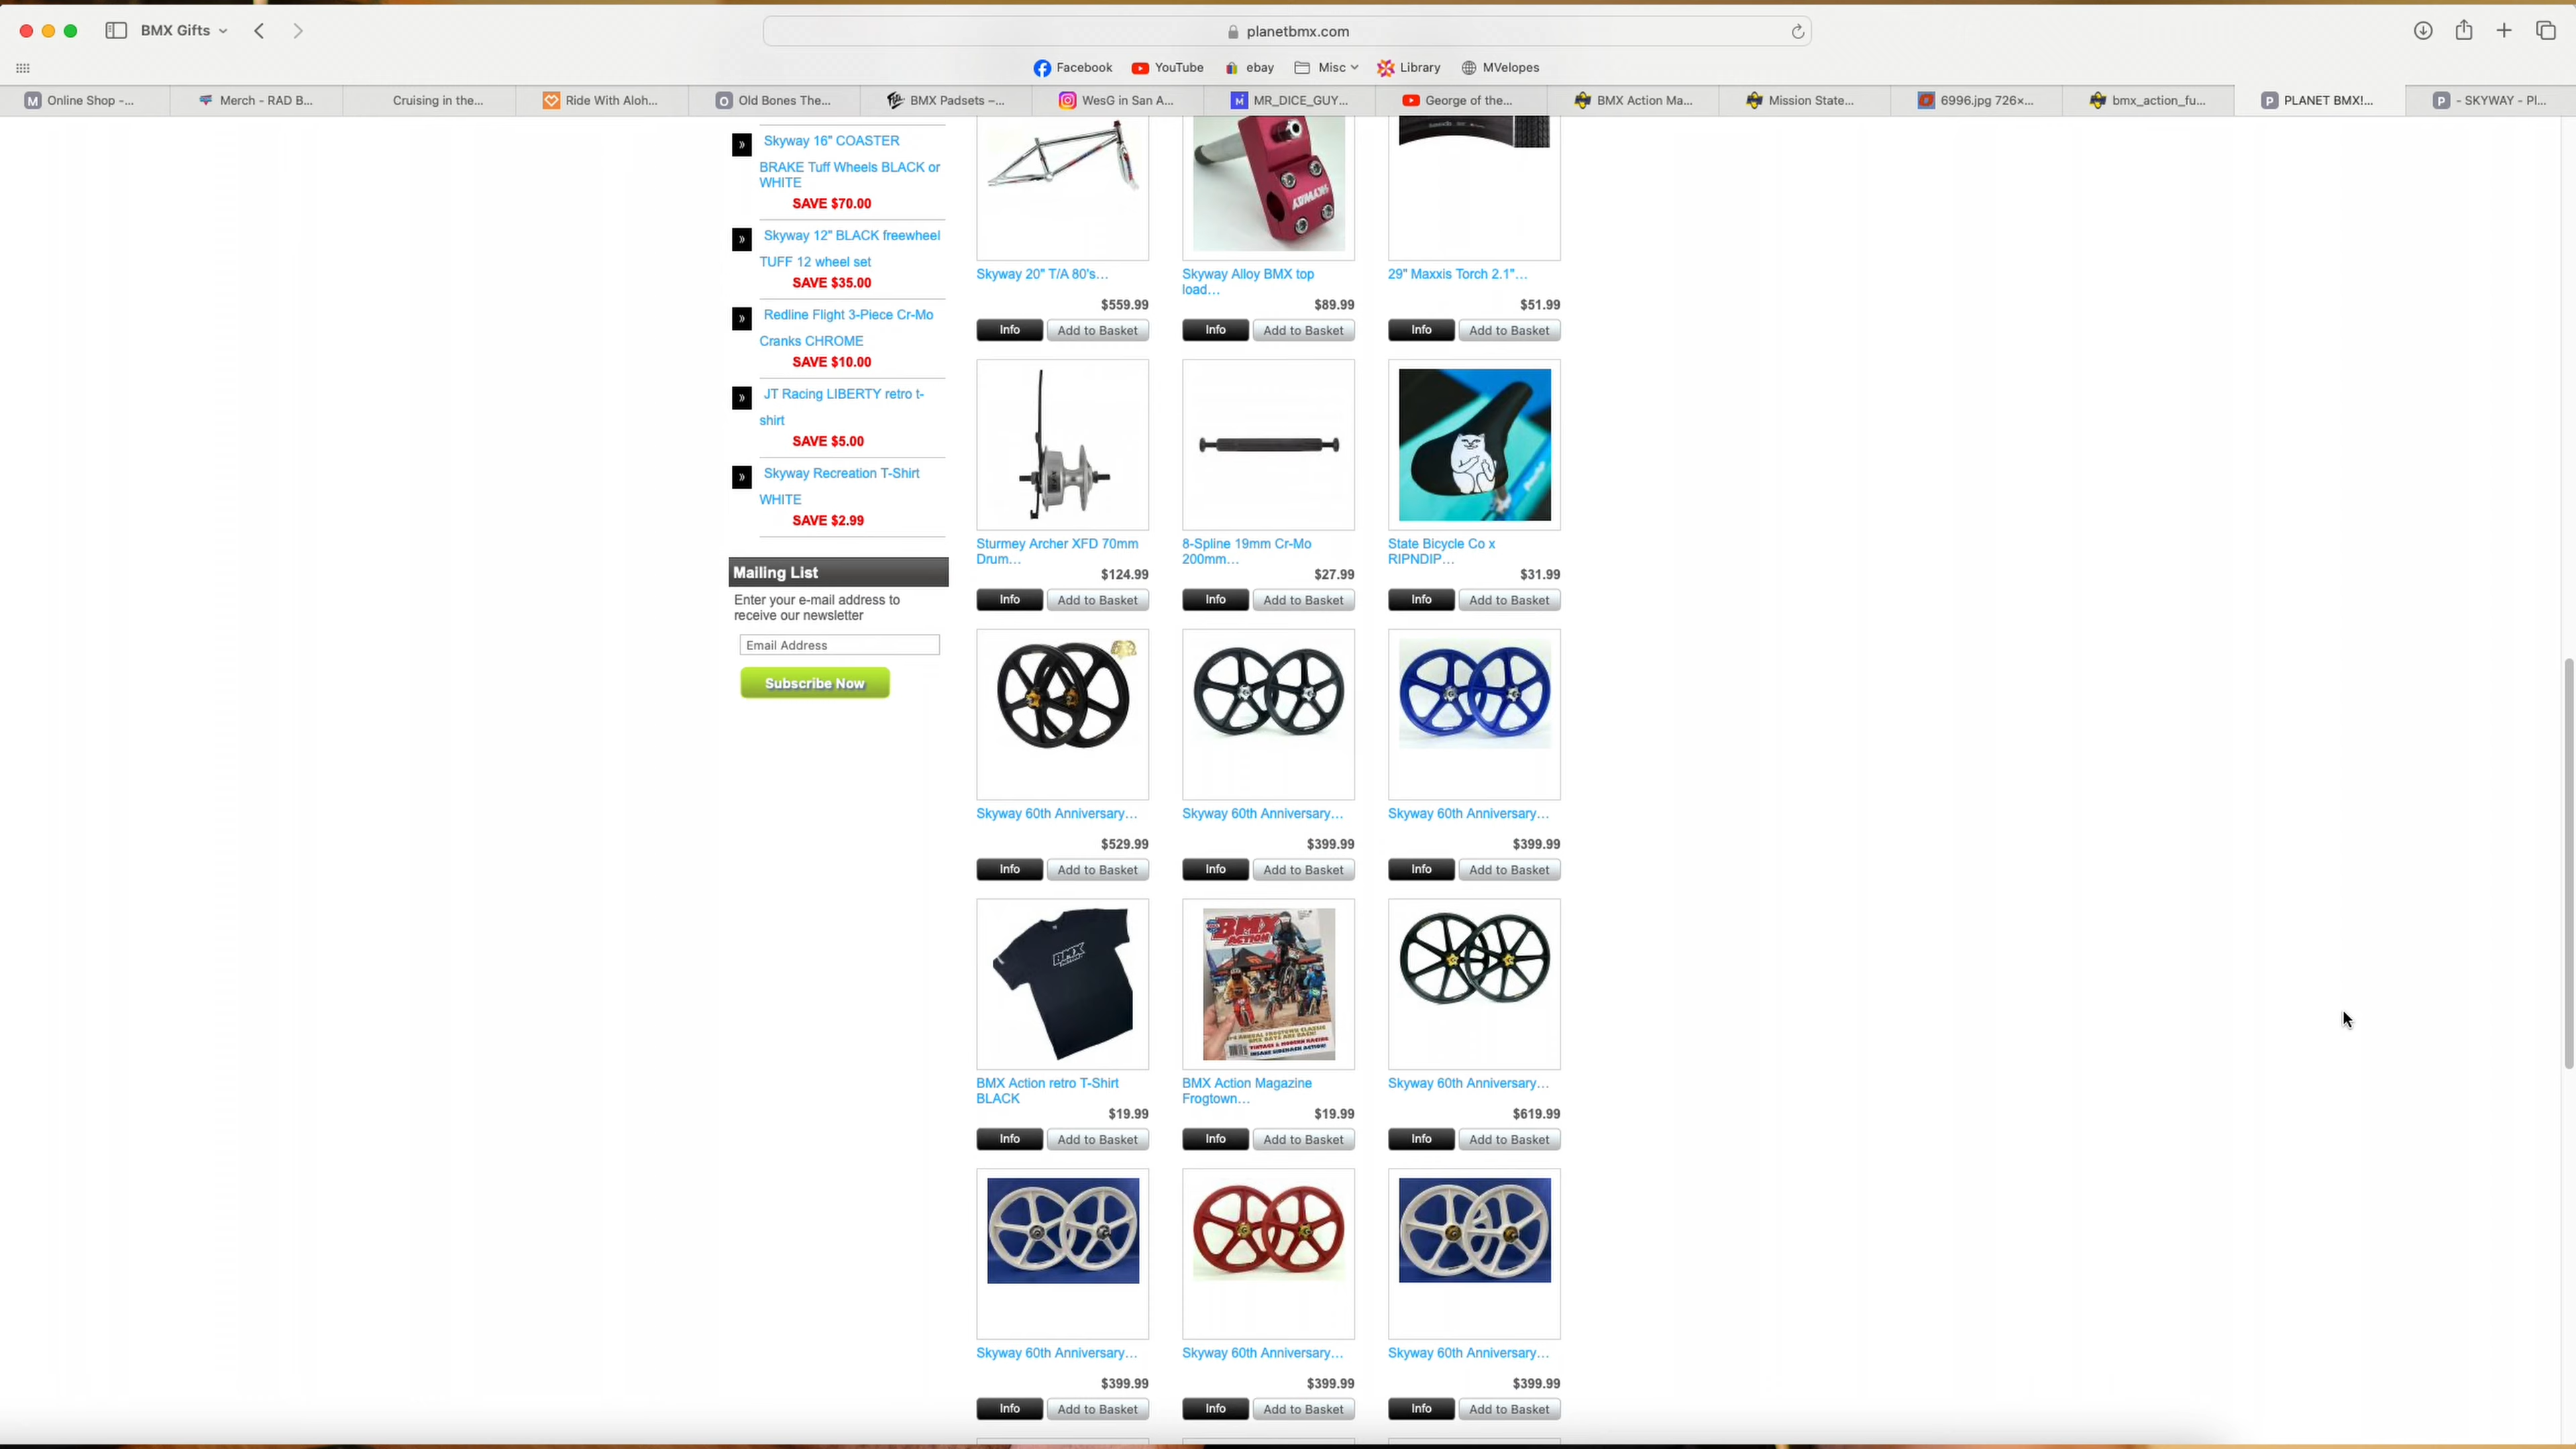 BMX Gifts
planetbmx.com
Facebook YouTube ebay Misc Library MVelopes
Online Shop -... Merch - RAD B... Cruising in the... Ride With Aloh... Old Bones The... BMX Padsets –... WesG in San A... MR_DICE_GUY... George of the... BMX Action Ma... Mission State... 6996.jpg 726×... bmx_action_fu... PLANET BMX!... - SKYWAY - Pl...
» Skyway 16" COASTER
BRAKE Tuff Wheels BLACK or
WHITE
SAVE $70.00
» Skyway 12" BLACK freewheel
TUFF 12 wheel set
SAVE $35.00
» Redline Flight 3-Piece Cr-Mo
Cranks CHROME
SAVE $10.00
» JT Racing LIBERTY retro t-
shirt
SAVE $5.00
» Skyway Recreation T-Shirt
WHITE
SAVE $2.99
Mailing List
Enter your e-mail address to
receive our newsletter
Email Address
Subscribe Now
SKYWAY
Skyway 20" T/A 80's...
$559.99
Info Add to Basket
Skyway Alloy BMX top
load...
$89.99
Info Add to Basket
29" Maxxis Torch 2.1"...
$51.99
Info Add to Basket
Sturmey Archer XFD 70mm
Drum...
$124.99
Info Add to Basket
8-Spline 19mm Cr-Mo
200mm...
$27.99
Info Add to Basket
State Bicycle Co x
RIPNDIP...
$31.99
Info Add to Basket
Skyway 60th Anniversary...
$529.99
Info Add to Basket
Skyway 60th Anniversary...
$399.99
Info Add to Basket
Skyway 60th Anniversary...
$399.99
Info Add to Basket
BMX
ACTION
BMX Action retro T-Shirt
BLACK
$19.99
Info Add to Basket
BMX
ACTION
VINTAGE & MODERN RACING
INSANE SIDEHACK ACTION!
BMX Action Magazine
Frogtown...
$19.99
Info Add to Basket
Skyway 60th Anniversary...
$619.99
Info Add to Basket
Skyway 60th Anniversary...
$399.99
Info Add to Basket
Skyway 60th Anniversary...
$399.99
Info Add to Basket
Skyway 60th Anniversary...
$399.99
Info Add to Basket